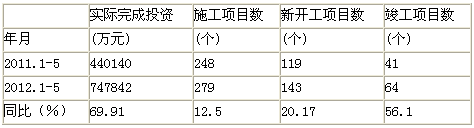 实际完成投资 施工项目数 新开工项目数 竣工项目数
年月 (万元) (个) (个) (个)
2011.1-5 440140 248 119 41
2012.1-5 747842 279 143 64
同比（%） 69.91 12.5 20.17 56.1